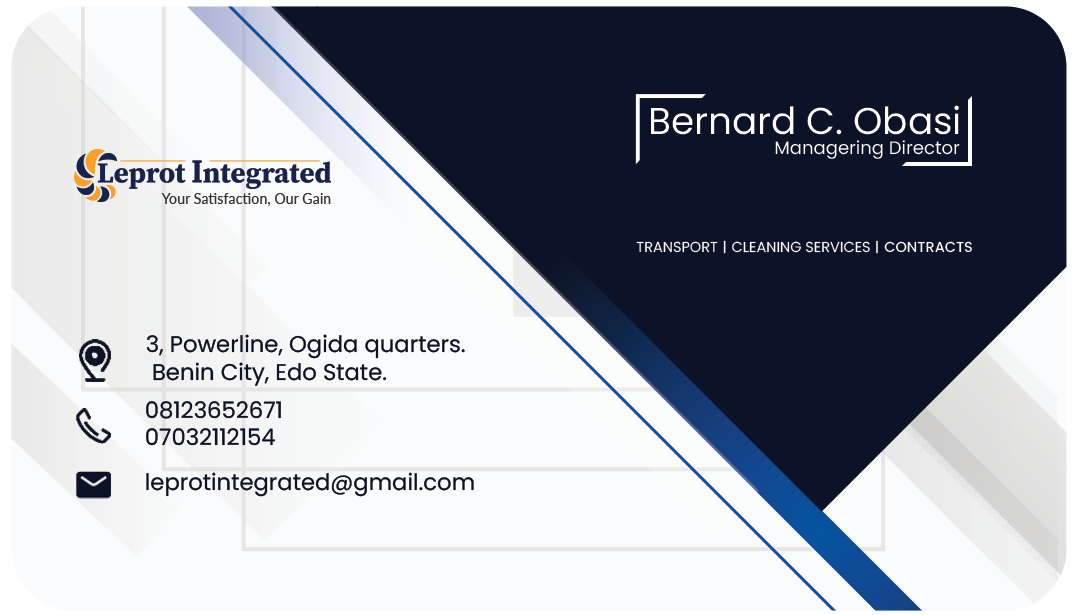 Leprot Integrated
Your Satisfaction, Our Gain
Bernard C. Obasi
Managering Director
TRANSPORT | CLEANING SERVICES | CONTRACTS
3, Powerline, Ogida quarters.
Benin City, Edo State.
08123652671
07032112154
leprotintegrated@gmail.com